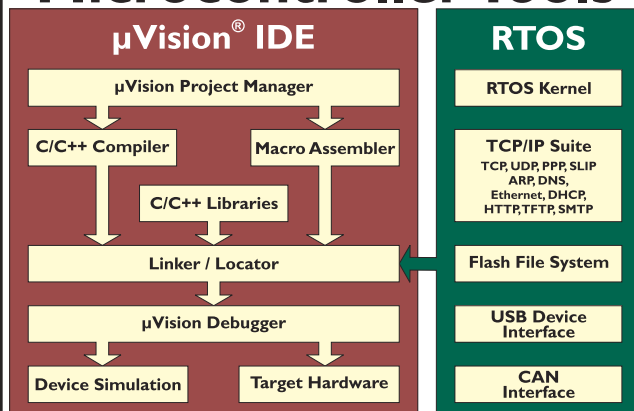 Microcontroller Tools
µVision® IDE
µVision Project Manager
C/C++ Compiler
Macro Assembler
C/C++ Libraries
Linker / Locator
µVision Debugger
Device Simulation
Target Hardware
RTOS
RTOS Kernel
TCP/IP Suite
TCP, UDP, PPP, SLIP
ARP, DNS,
Ethernet, DHCP,
HTTP,TFTP, SMTP
Flash File System
USB Device
Interface
CAN
Interface